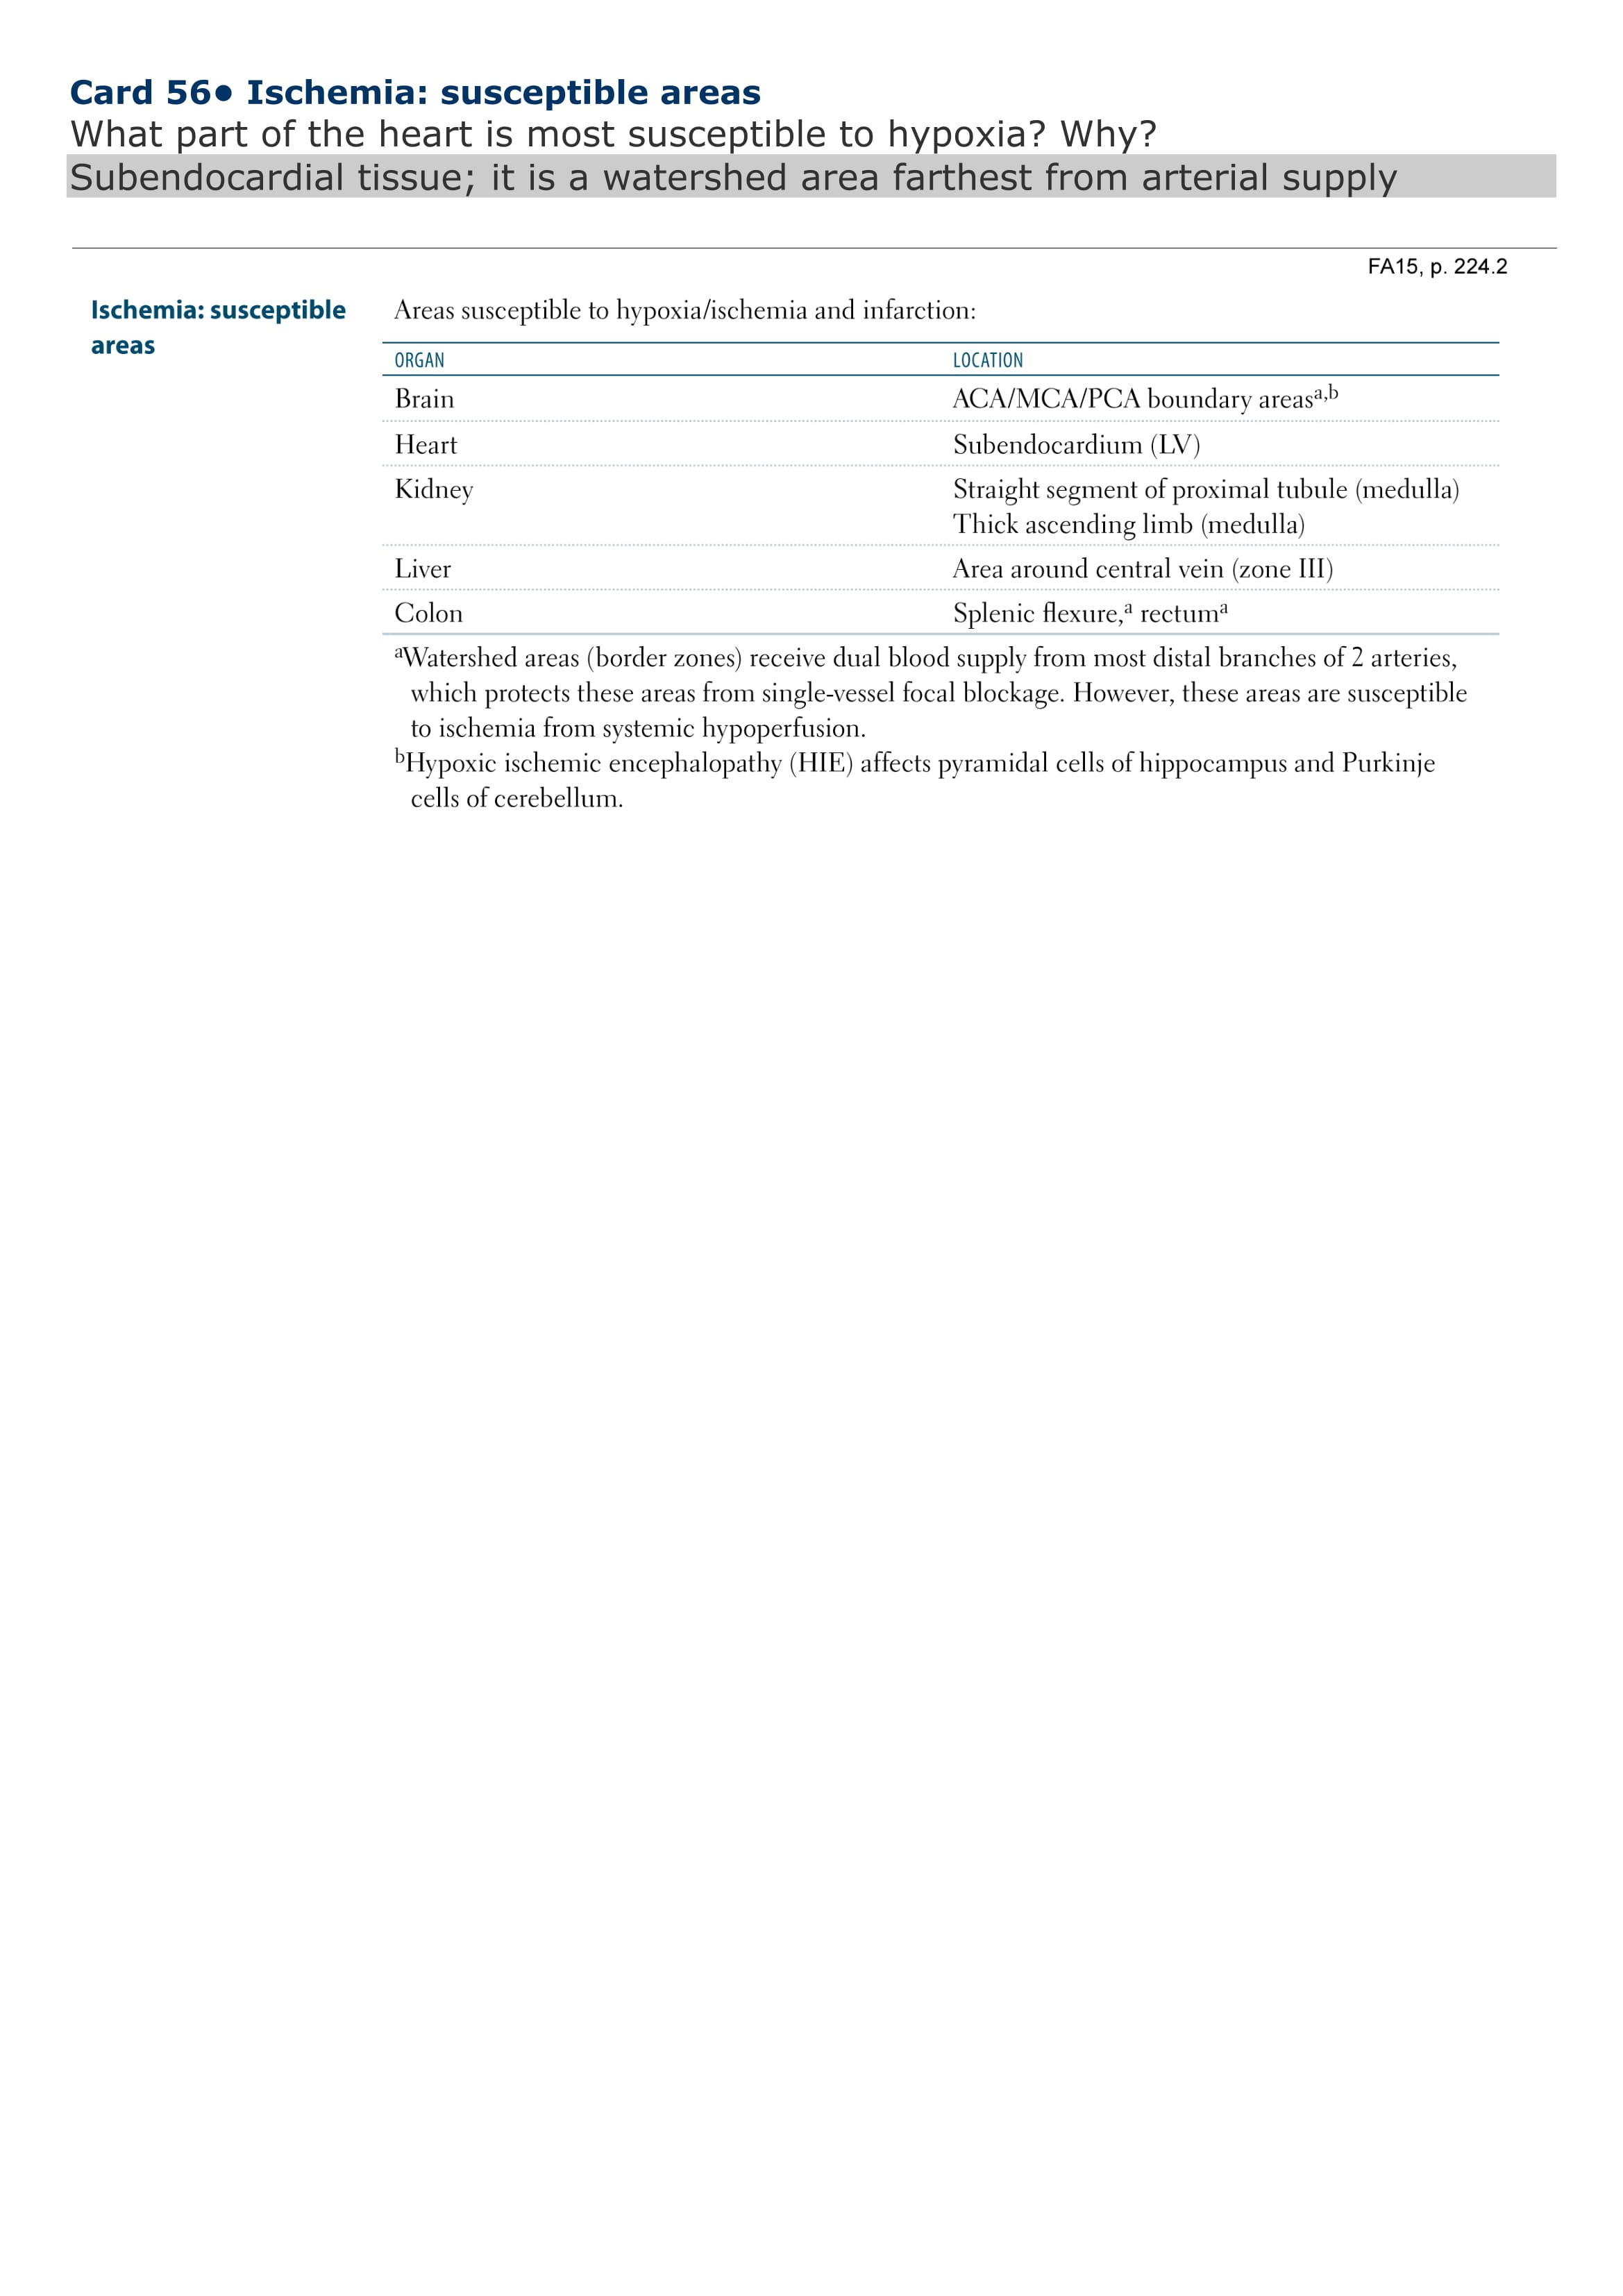 Card 56● Ischemia: susceptible areas
What part of the heart is most susceptible to hypoxia? Why?
Subendocardial tissue; it is a watershed area farthest from arterial supply
FA15, p. 224.2
Ischemia: susceptible
areas
Areas susceptible to hypoxia/ischemia and infarction:
ORGAN LOCATION
Brain ACA/MCA/PCA boundary areasa,b
Heart Subendocardium (LV)
Kidney Straight segment of proximal tubule (medulla)
Thick ascending limb (medulla)
Liver Area around central vein (zone III)
Colon Splenic flexure,a rectuma
aWatershed areas (border zones) receive dual blood supply from most distal branches of 2 arteries,
which protects these areas from single-vessel focal blockage. However, these areas are susceptible
to ischemia from systemic hypoperfusion.
bHypoxic ischemic encephalopathy (HIE) affects pyramidal cells of hippocampus and Purkinje
cells of cerebellum.